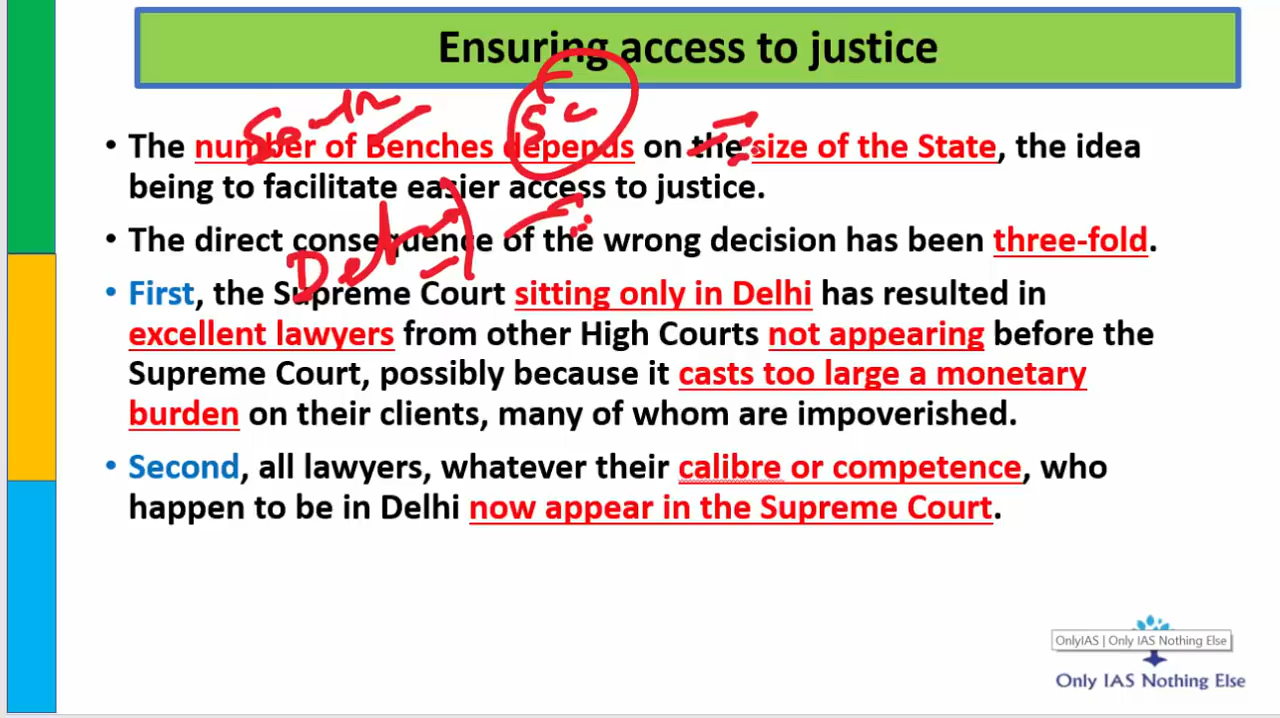 Ensuring access to justice
South
SC
• The number of Benches depends on the size of the State, the idea
being to facilitate easier access to justice.
• The direct consequence of the wrong decision has been three-fold.
Delhi
• First, the Supreme Court sitting only in Delhi has resulted in
excellent lawyers from other High Courts not appearing before the
Supreme Court, possibly because it casts too large a monetary
burden on their clients, many of whom are impoverished.
• Second, all lawyers, whatever their calibre or competence, who
happen to be in Delhi now appear in the Supreme Court.
OnlyIAS | Only IAS Nothing Else
Only IAS Nothing Else